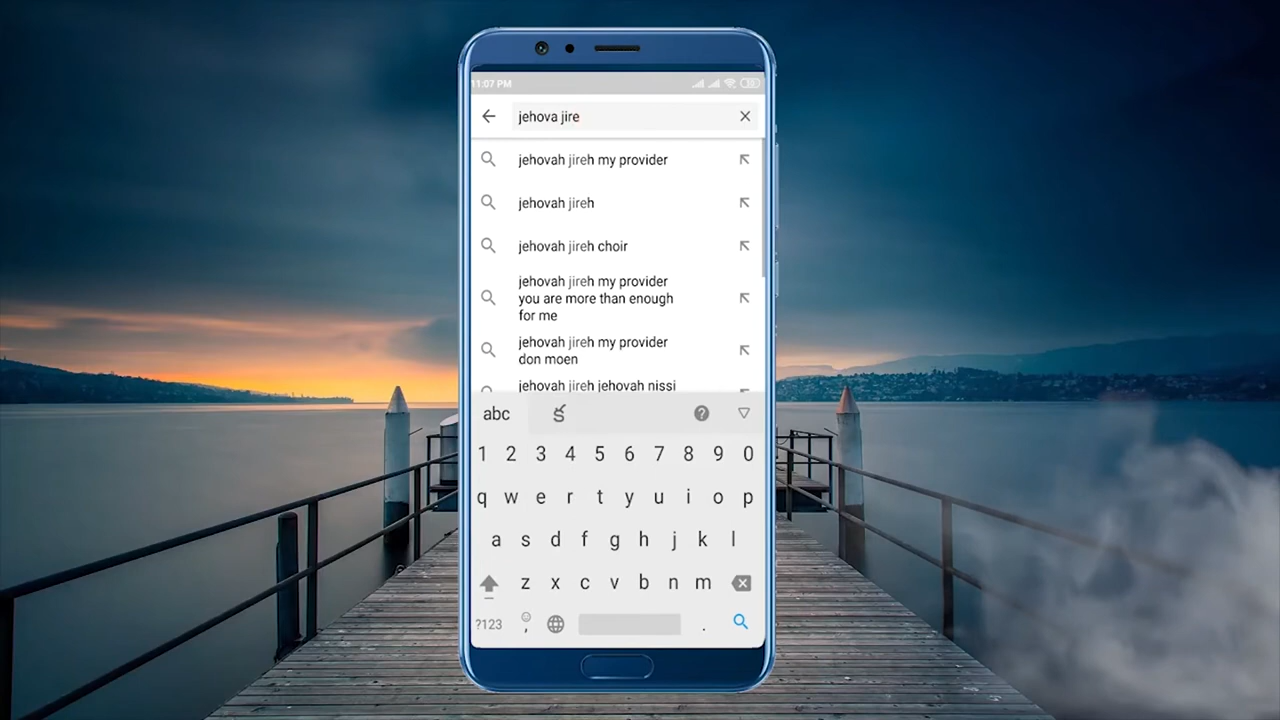 11:07 PM
jehova jire
jehovah jireh my provider
jehovah jireh
jehovah jireh choir
jehovah jireh my provider
you are more than enough
for me
jehovah jireh my provider
don moen
jehovah jireh jehovah nissi
abc క
1 2 3 4 5 6 7 8 9 0
q w e r t y u i o p
a s d f g h j k l
z x c v b n m
?123 , .